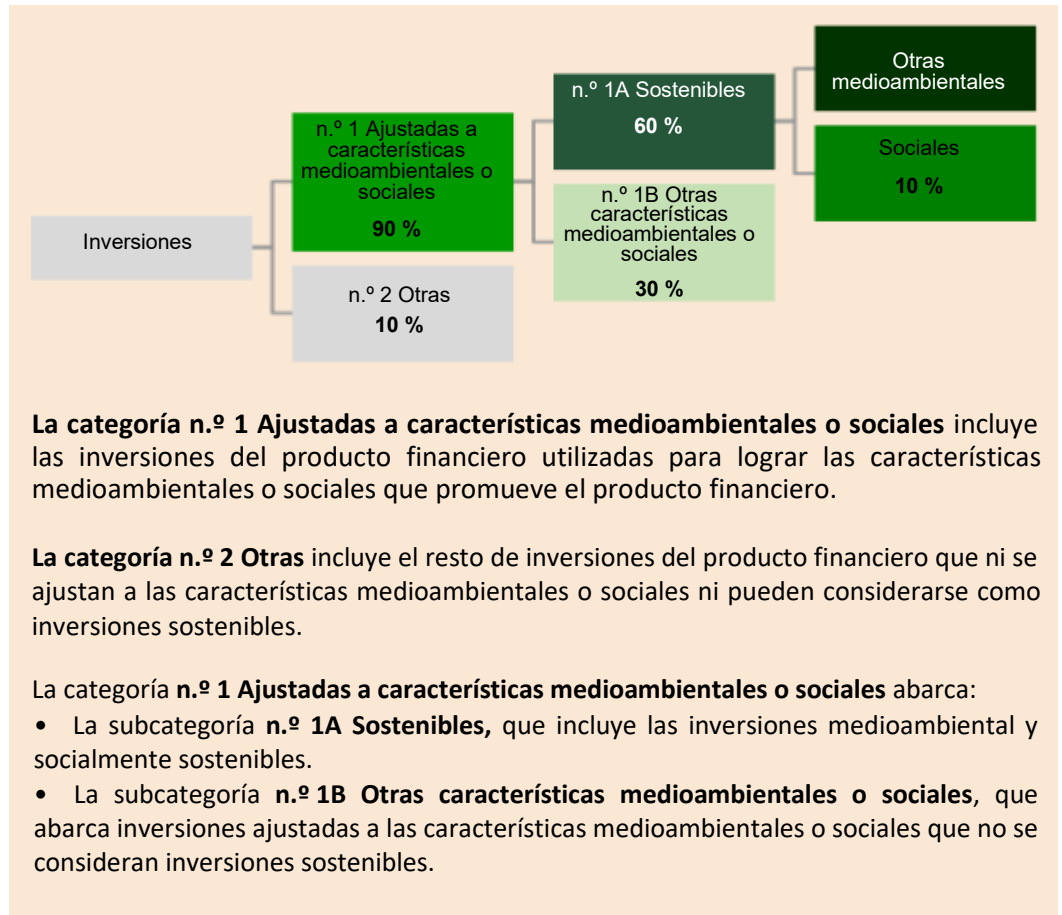 Inversiones
n.º 1 Ajustadas a
características
medioambientales o
sociales
90 %
n.º 2 Otras
10 %
n.º 1A Sostenibles
60 %
n.º 1B Otras
características
medioambientales o
sociales
30 %
Otras
medioambientales
Sociales
10 %
La categoría n.º 1 Ajustadas a características medioambientales o sociales incluye
las inversiones del producto financiero utilizadas para lograr las características
medioambientales o sociales que promueve el producto financiero.
La categoría n.º 2 Otras incluye el resto de inversiones del producto financiero que ni se
ajustan a las características medioambientales o sociales ni pueden considerarse como
inversiones sostenibles.
La categoría n.º 1 Ajustadas a características medioambientales o sociales abarca:
• La subcategoría n.º 1A Sostenibles, que incluye las inversiones medioambiental y
socialmente sostenibles.
• La subcategoría n.º 1B Otras características medioambientales o sociales, que
abarca inversiones ajustadas a las características medioambientales o sociales que no se
consideran inversiones sostenibles.